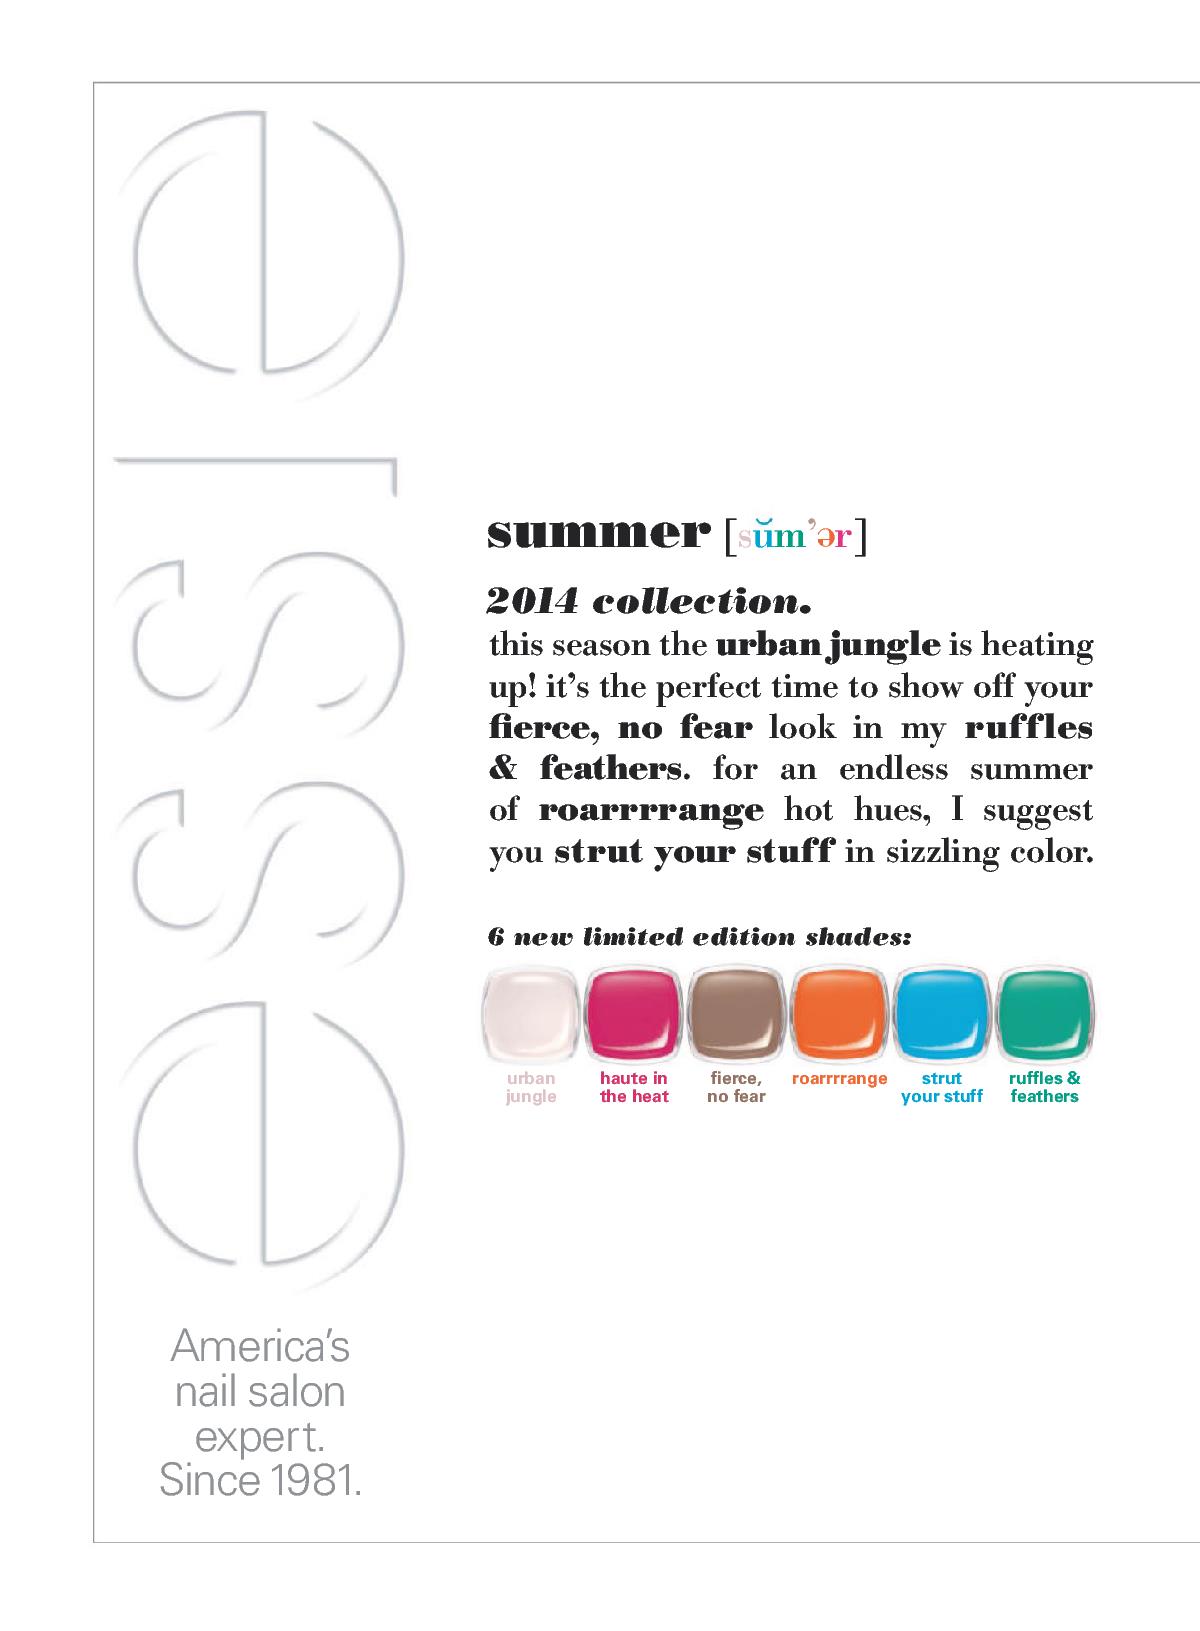 essie
America's
nail salon
expert.
Since 1981.
summer [sŭm'ər]
2014 collection.
this season the urban jungle is heating
up! it's the perfect time to show off your
fierce, no fear look in my ruffles
& feathers. for an endless summer
of roarrrrange hot hues, I suggest
you strut your stuff in sizzling color.
6 new limited edition shades:
urban
jungle
haute in
the heat
fierce,
no fear
roarrrrange
strut
your stuff
ruffles &
feathers